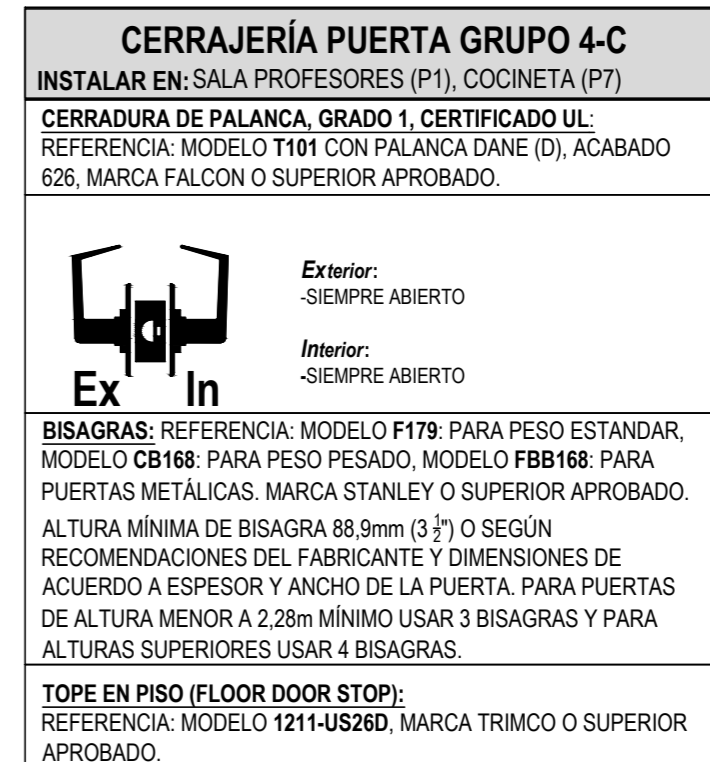 CERRAJERÍA PUERTA GRUPO 4-C
INSTALAR EN: SALA PROFESORES (P1), COCINETA (P7)
CERRADURA DE PALANCA, GRADO 1, CERTIFICADO UL:
REFERENCIA: MODELO T101 CON PALANCA DANE (D), ACABADO
626, MARCA FALCON O SUPERIOR APROBADO.
Exterior:
-SIEMPRE ABIERTO
Interior:
-SIEMPRE ABIERTO
Ex In
BISAGRAS: REFERENCIA: MODELO F179: PARA PESO ESTANDAR,
MODELO CB168: PARA PESO PESADO, MODELO FBB168: PARA
PUERTAS METÁLICAS. MARCA STANLEY O SUPERIOR APROBADO.
ALTURA MÍNIMA DE BISAGRA 88,9mm (3 1/2") O SEGÚN
RECOMENDACIONES DEL FABRICANTE Y DIMENSIONES DE
ACUERDO A ESPESOR Y ANCHO DE LA PUERTA. PARA PUERTAS
DE ALTURA MENOR A 2,28m MÍNIMO USAR 3 BISAGRAS Y PARA
ALTURAS SUPERIORES USAR 4 BISAGRAS.
TOPE EN PISO (FLOOR DOOR STOP):
REFERENCIA: MODELO 1211-US26D, MARCA TRIMCO O SUPERIOR
APROBADO.